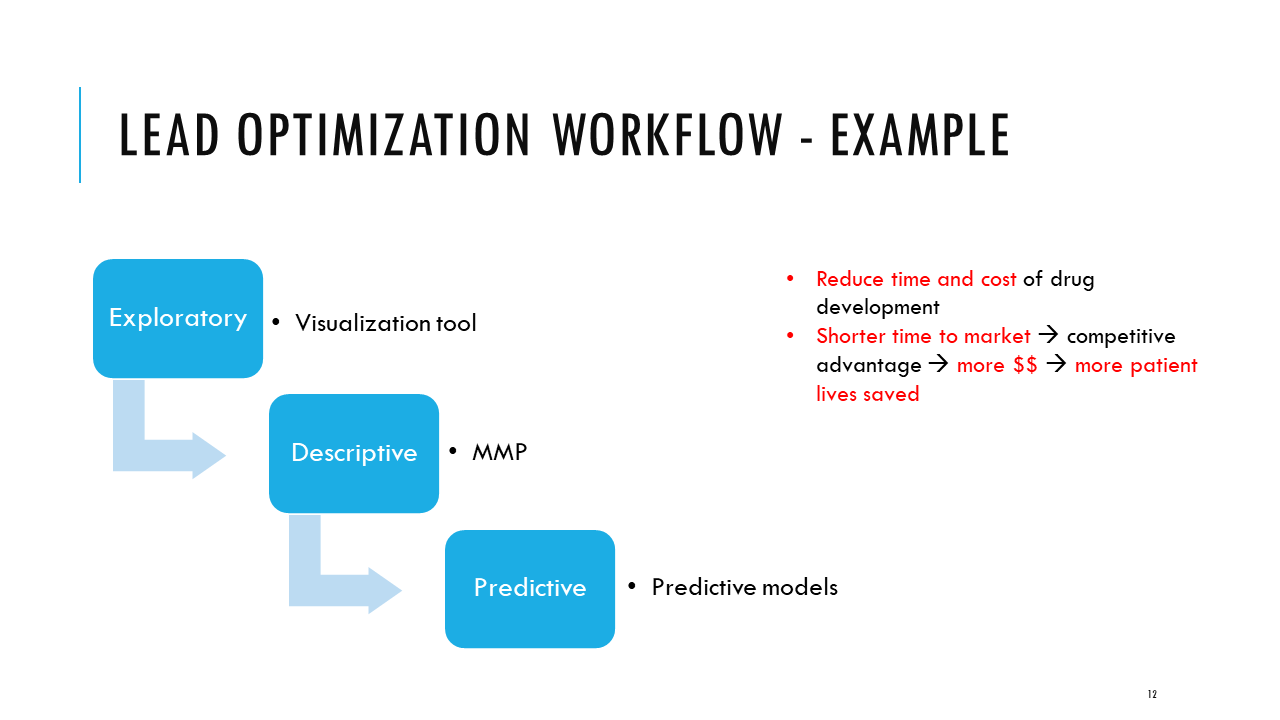 LEAD OPTIMIZATION WORKFLOW - EXAMPLE
Exploratory
• Visualization tool
Descriptive
• MMP
Predictive
• Predictive models
• Reduce time and cost of drug
development
• Shorter time to market → competitive
advantage → more $$ → more patient
lives saved
12